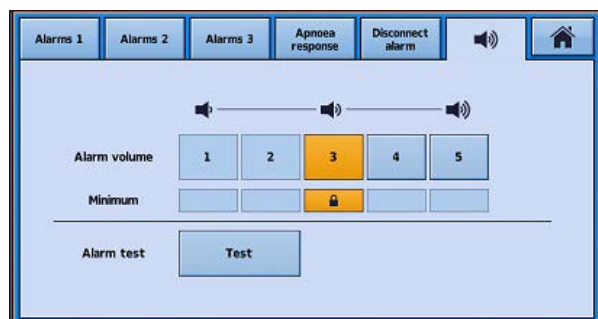 Alarms 1
Alarms 2
Alarms 3
Apnoea
response
Disconnect
alarm
Alarm volume
1
2
3
4
5
Minimum
Alarm test
Test